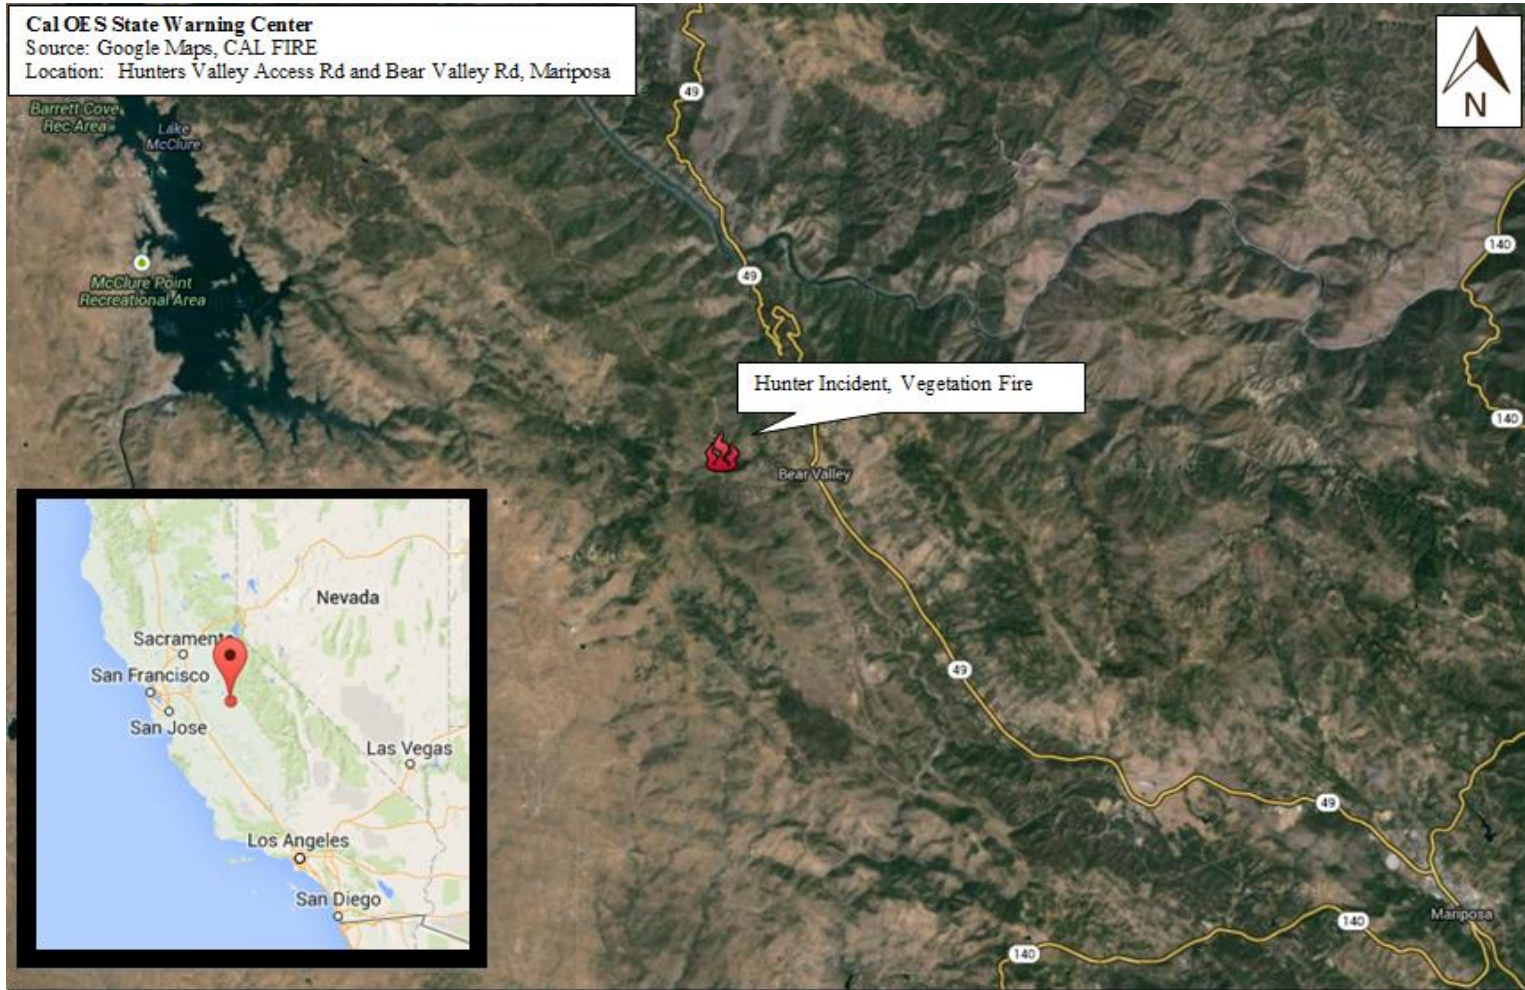 Cal OES State Warning Center
Source: Google Maps, CAL FIRE
Location: Hunters Valley Access Rd and Bear Valley Rd, Mariposa
N
49
Barrett Cove
Rec Area
Lake
McClure
140
49
McClure Point
Recreational Area
Hunter Incident, Vegetation Fire
140
Bear Valley
Nevada
Sacramento
San Francisco
San Jose
Las Vegas
Los Angeles
San Diego
49
49
Mariposa
140
140